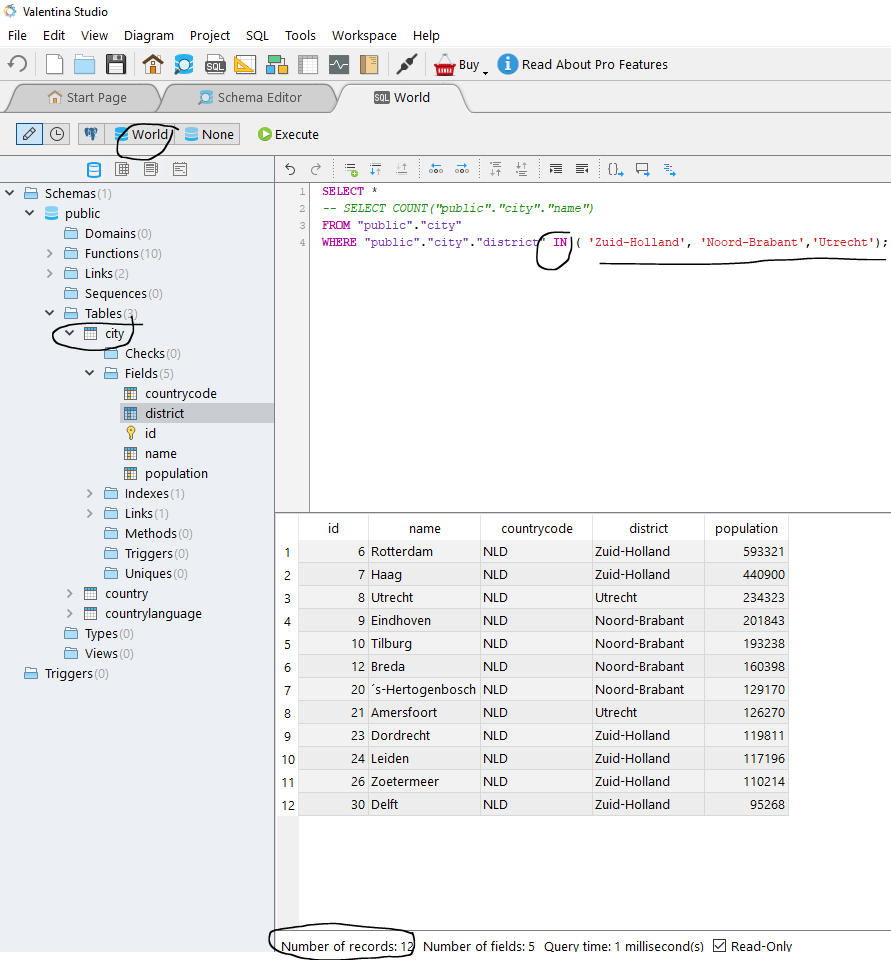 Valentina Studio
File Edit View Diagram Project SQL Tools Workspace Help
SQL Buy Read About Pro Features
Start Page Schema Editor SQL World
World None Execute
Schemas(1)
public
Domains(0)
Functions(10)
Links(2)
Sequences(0)
Tables(3)
city
Checks(0)
Fields(5)
countrycode
district
id
name
population
Indexes(1)
Links(1)
Methods(0)
Triggers(0)
Uniques(0)
country
countrylanguage
Types(0)
Views(0)
Triggers(0)
1 SELECT *
2 -- SELECT COUNT("public"."city"."name")
3 FROM "public"."city"
4 WHERE "public"."city"."district" IN ( 'Zuid-Holland', 'Noord-Brabant','Utrecht');
id name countrycode district population
1 6 Rotterdam NLD Zuid-Holland 593321
2 7 Haag NLD Zuid-Holland 440900
3 8 Utrecht NLD Utrecht 234323
4 9 Eindhoven NLD Noord-Brabant 201843
5 10 Tilburg NLD Noord-Brabant 193238
6 12 Breda NLD Noord-Brabant 160398
7 20 ´s-Hertogenbosch NLD Noord-Brabant 129170
8 21 Amersfoort NLD Utrecht 126270
9 23 Dordrecht NLD Zuid-Holland 119811
10 24 Leiden NLD Zuid-Holland 117196
11 26 Zoetermeer NLD Zuid-Holland 110214
12 30 Delft NLD Zuid-Holland 95268
Number of records: 12 Number of fields: 5 Query time: 1 millisecond(s) Read-Only